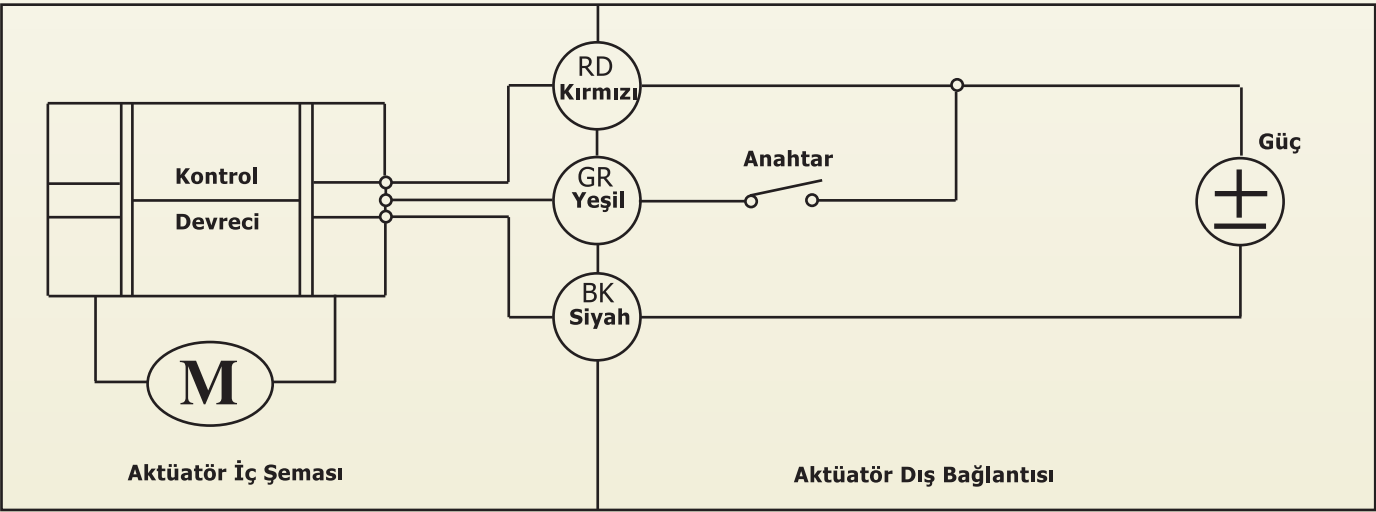 RD
Kırmızı
Güç
Anahtar
Kontrol
GR
Yeşil
Devreci
BK
Siyah
M
Aktüatör İç Şeması
Aktüatör Dış Bağlantısı